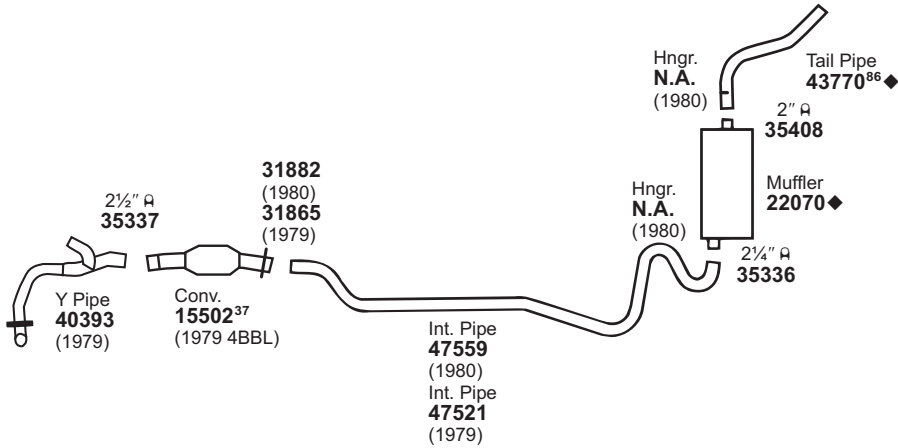 Hngr.
N.A.
(1980)
Tail Pipe
43770⁸⁶◆
2″
35408
Muffler
22070◆
Hngr.
N.A.
(1980)
2¼″
35336
31882
(1980)
31865
(1979)
2½″
35337
Y Pipe
40393
(1979)
Conv.
15502³⁷
(1979 4BBL)
Int. Pipe
47559
(1980)
Int. Pipe
47521
(1979)